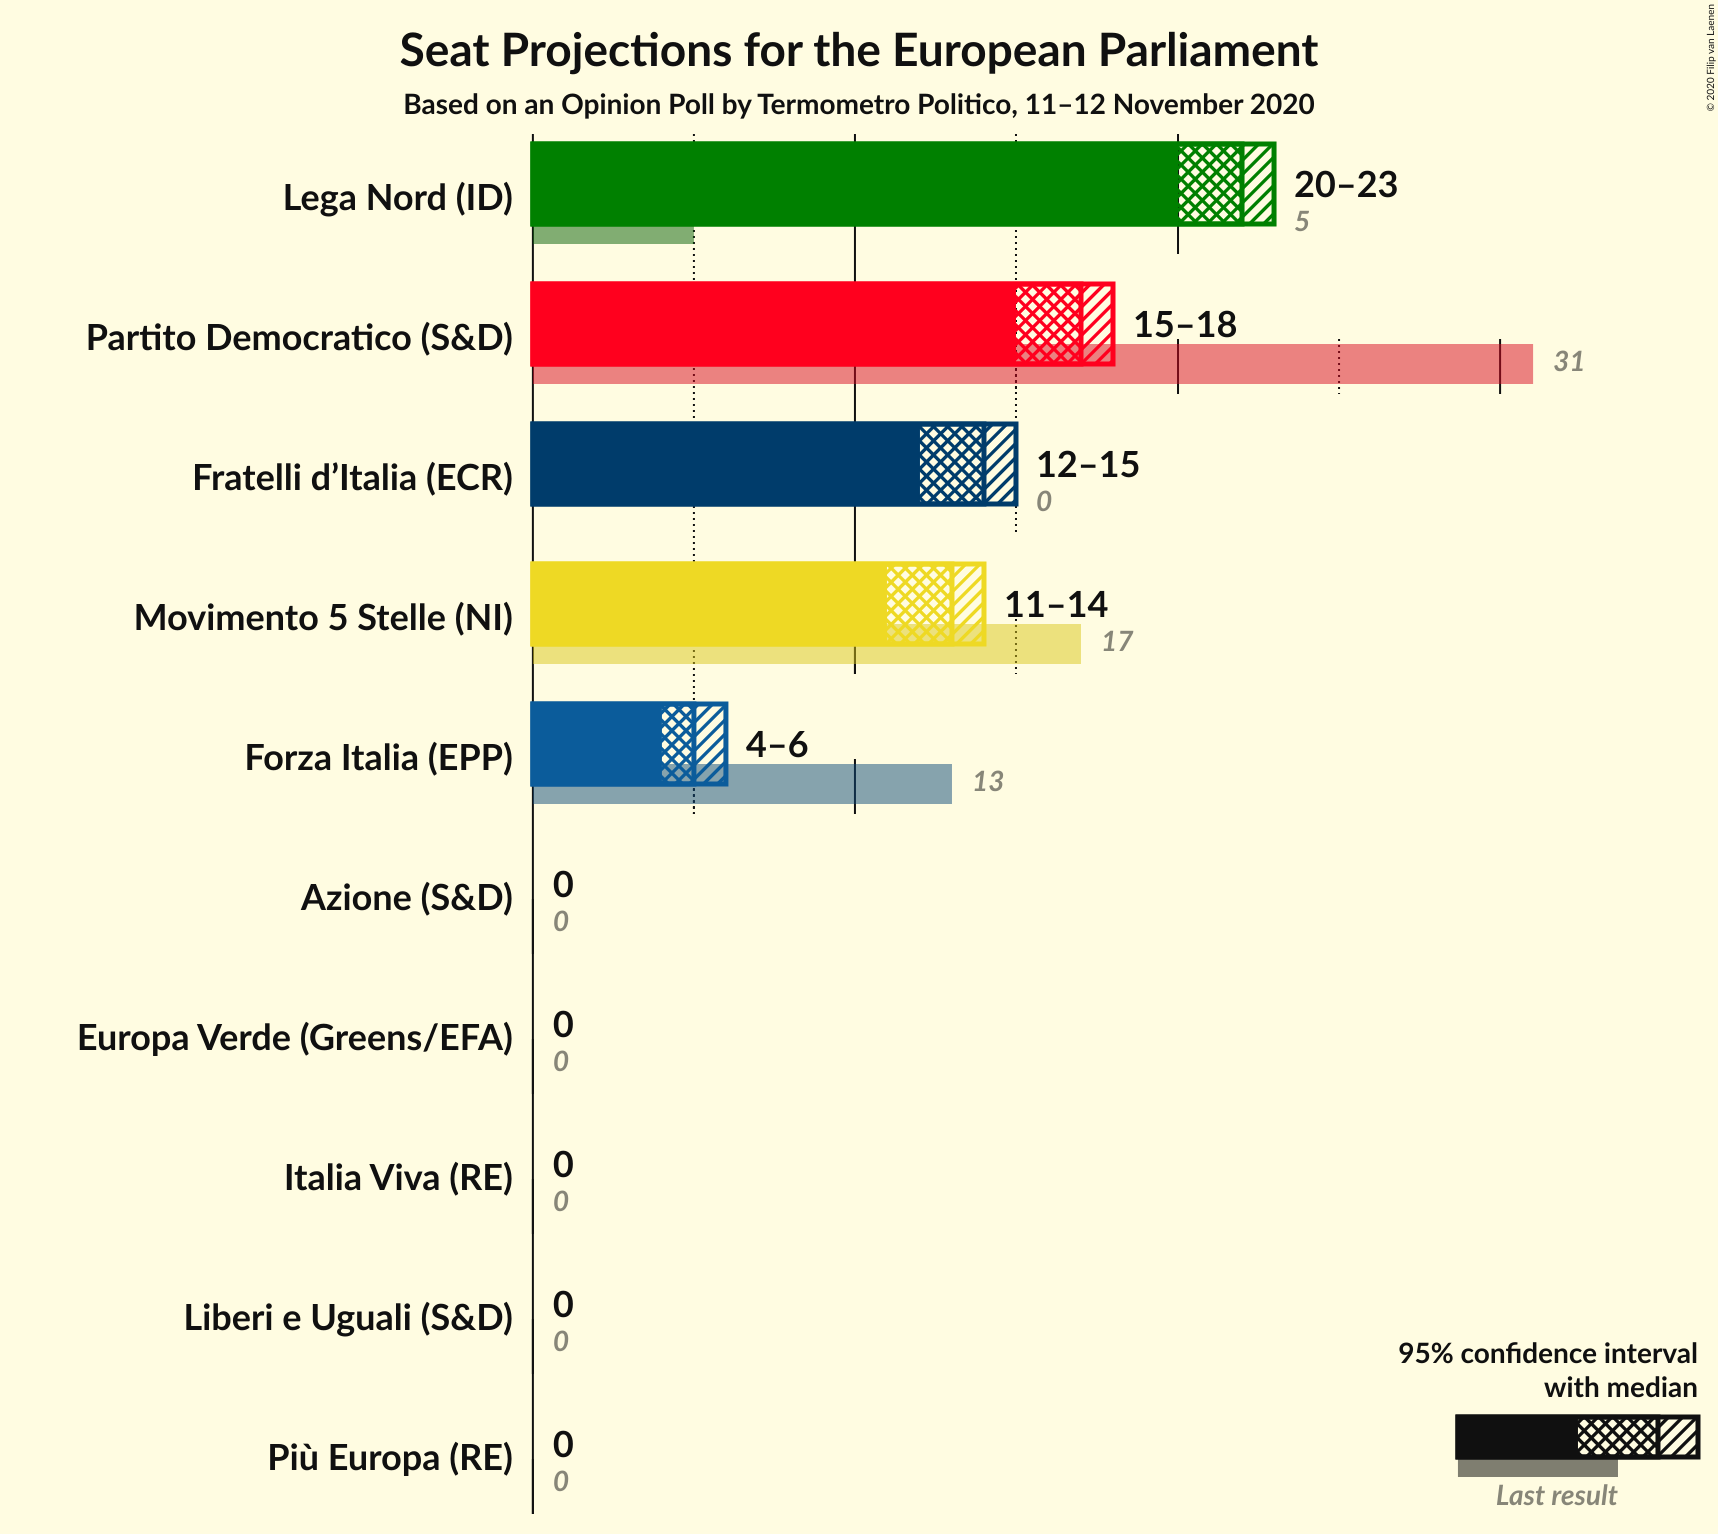 Seat Projections for the European Parliament
Based on an Opinion Poll by Termometro Politico, 11–12 November 2020
© 2020 Filip van Laenen
Lega Nord (ID)
20–23
5
Partito Democratico (S&D)
15–18
31
Fratelli d’Italia (ECR)
12–15
0
Movimento 5 Stelle (NI)
11–14
17
Forza Italia (EPP)
4–6
13
Azione (S&D)
0
0
Europa Verde (Greens/EFA)
0
0
Italia Viva (RE)
0
0
Liberi e Uguali (S&D)
0
0
Più Europa (RE)
0
0
95% confidence interval
with median
Last result